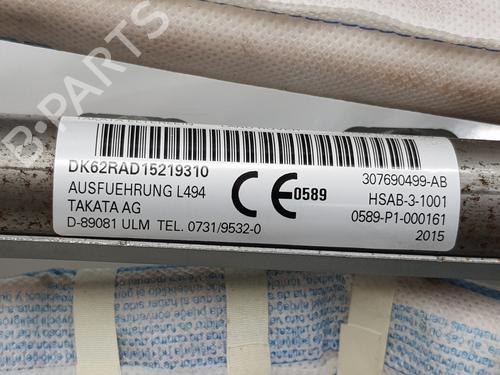 B-PARTS
DK62RAD15219310
AUSFUEHRUNG L494
TAKATA AG
D-89081 ULM TEL. 0731/9532-0
CE 0589
307690499-AB
HSAB-3-1001
0589-P1-000161
2015